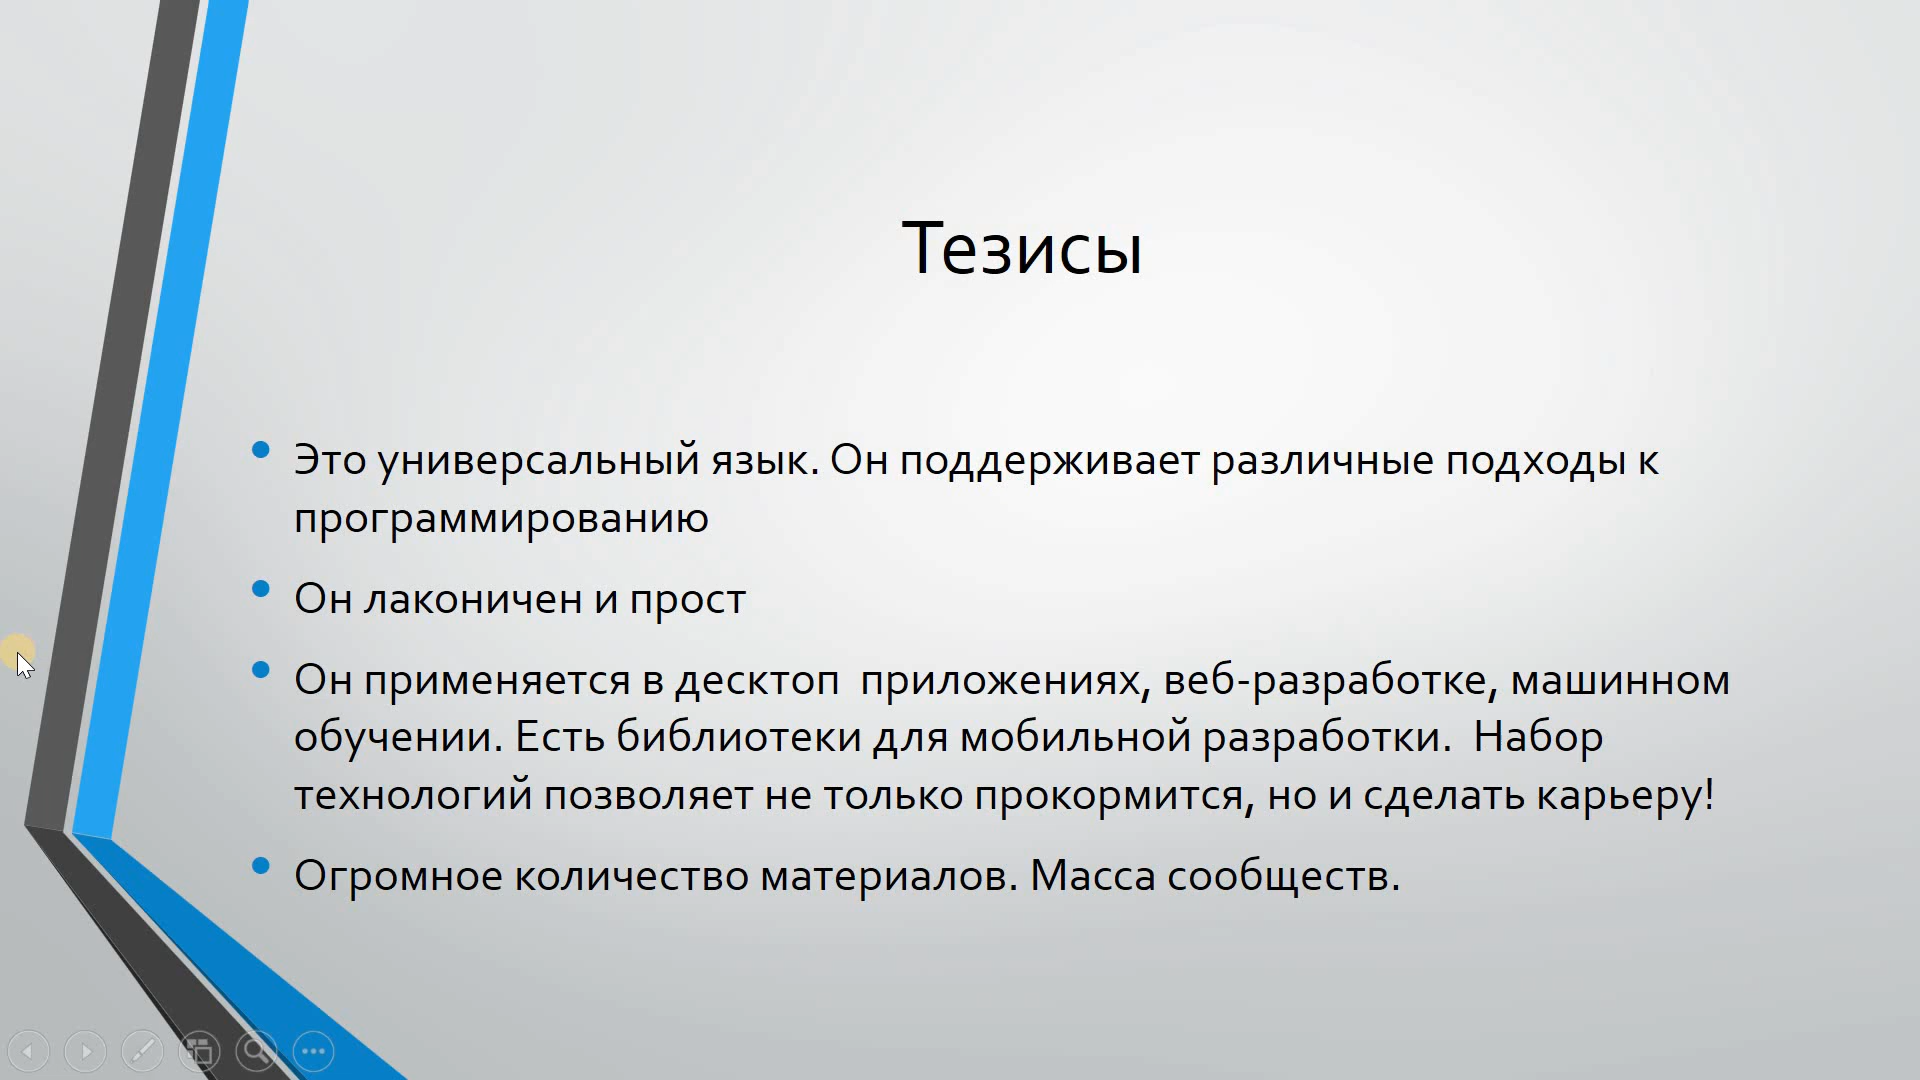 Тезисы
Это универсальный язык. Он поддерживает различные подходы к
программированию
Он лаконичен и прост
Он применяется в десктоп  приложениях, веб-разработке, машинном
обучении. Есть библиотеки для мобильной разработки.  Набор
технологий позволяет не только прокормится, но и сделать карьеру!
Огромное количество материалов. Масса сообществ.